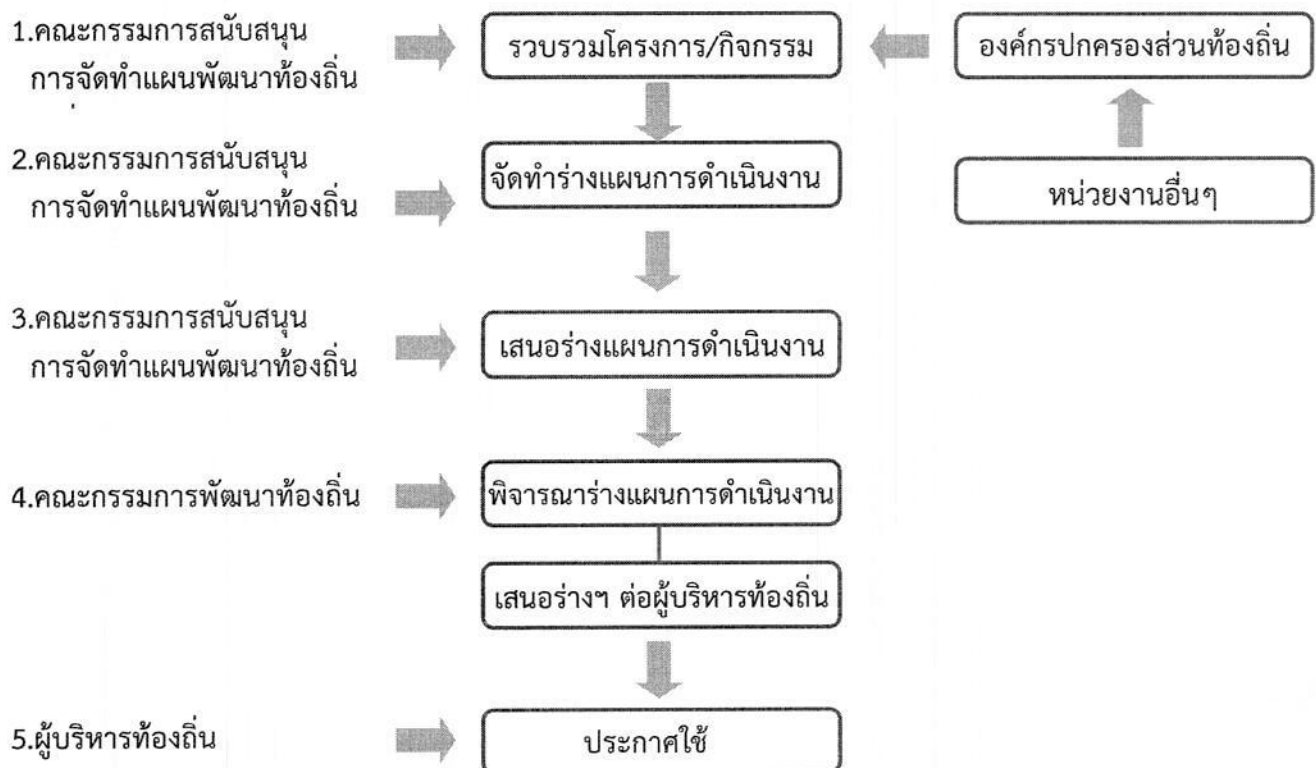 1.คณะกรรมการสนับสนุน
การจัดทำแผนพัฒนาท้องถิ่น
รวบรวมโครงการ/กิจกรรม
องค์กรปกครองส่วนท้องถิ่น
2.คณะกรรมการสนับสนุน
การจัดทำแผนพัฒนาท้องถิ่น
จัดทำร่างแผนการดำเนินงาน
หน่วยงานอื่นๆ
3.คณะกรรมการสนับสนุน
การจัดทำแผนพัฒนาท้องถิ่น
เสนอร่างแผนการดำเนินงาน
4.คณะกรรมการพัฒนาท้องถิ่น
พิจารณาร่างแผนการดำเนินงาน
เสนอร่างฯ ต่อผู้บริหารท้องถิ่น
5.ผู้บริหารท้องถิ่น
ประกาศใช้